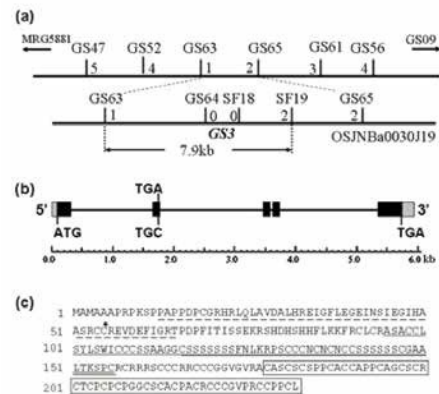 (a)
MRG5881 GS47 GS52 GS63 GS65 GS61 GS56 GS09
5 4 1 2 3 4
GS63 GS64 SF18 SF19 GS65
1 0 0 2 2
GS3 OSJNBa0030J19
7.9kb
(b)
TGA
5' 3'
ATG TGC TGA
0.0 1.0 2.0 3.0 4.0 5.0 6.0 kb
(c)
1 MAMAAAPRPKSPPAPPDPCGRHRLQLAVDALHREIGFLEGEINSIEGIHA
*
51 ASRCCREVDEFIGRTPDPFITISSEKRSHDHSHHFLKKFRCLCRASACCL
101 SYLSWICCCSSAAGGCSSSSSSSFNLKRPSCCCNCNCNCCSSSSSSCGAA
151 LTKSPCRCRRRSCCCRRCCCGGVGVRACASCSCSPPCACCAPPCAGCSCR
201 CTCPCPCPGGCSCACPACRCCCGVPRCCPPCL